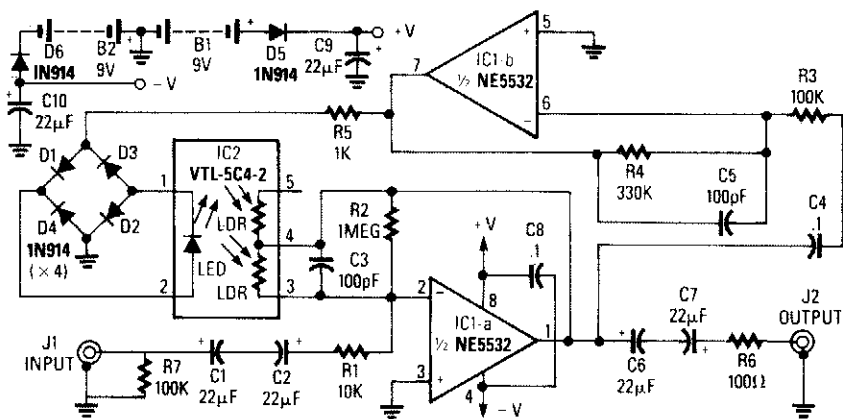 D6
IN914
B2
9V
B1
9V
+
+
D5
1N914
C9
22µF
+
+V
-V
+
C10
22µF
7
IC1-b
½ NE5532
+
5
-
6
R3
100K
R5
1K
R4
330K
C5
100pF
C4
.1
D1
D3
D4
D2
1N914
(×4)
IC2
VTL-5C4-2
1
2
LED
LDR
LDR
5
4
3
R2
1MEG
C3
100pF
+V
C8
.1
8
2
-
IC1-a
½ NE5532
1
3
+
4
-V
J1
INPUT
R7
100K
+
C1
22µF
+
C2
22µF
R1
10K
+
C6
22µF
C7
22µF
+
R6
100Ω
J2
OUTPUT